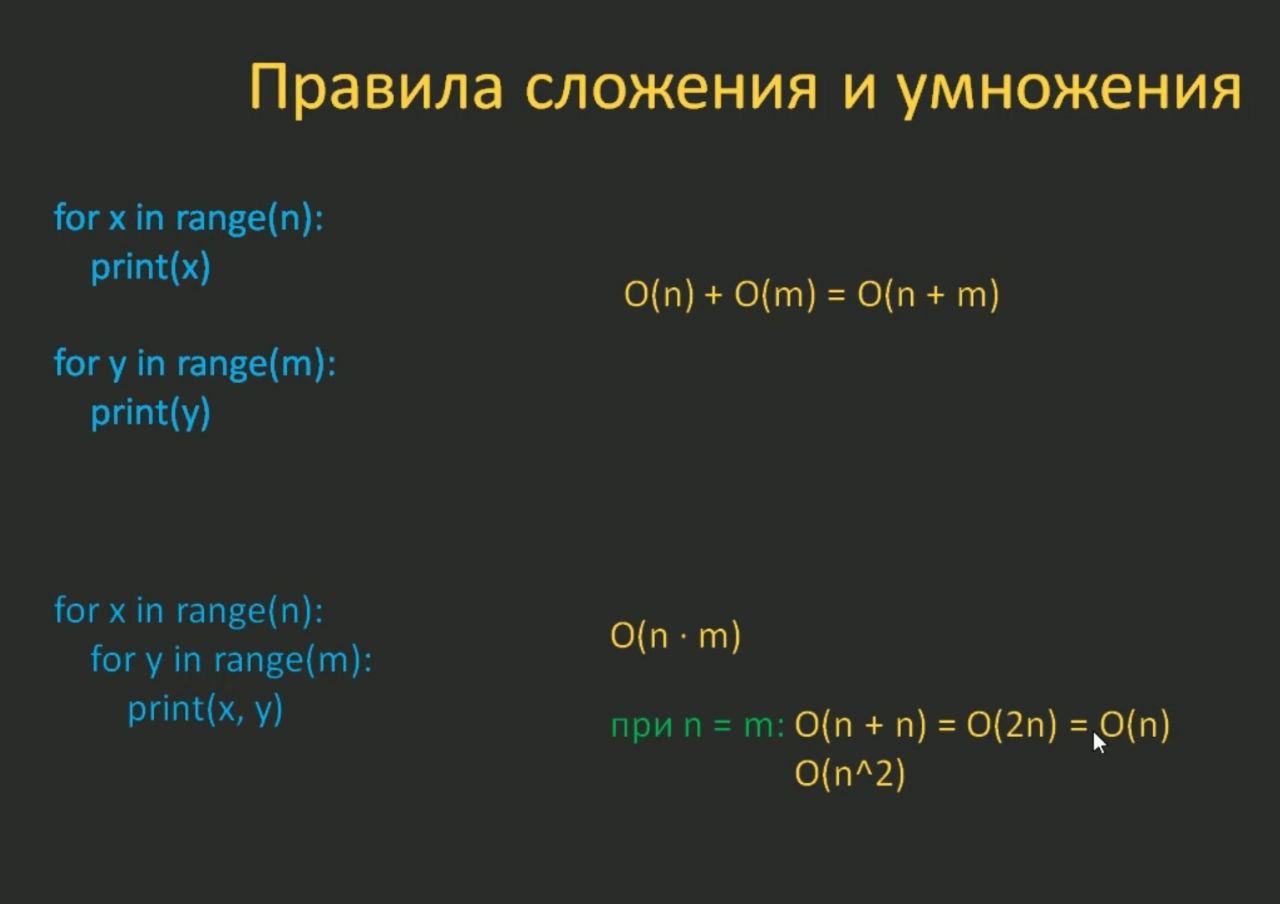 Правила сложения и умножения
for x in range(n):
print(x)
O(n) + O(m) = O(n + m)
for y in range(m):
print(y)
for x in range(n):
for y in range(m):
print(x, y)
O(n · m)
при n = m: O(n + n) = O(2n) = O(n)
O(n^2)